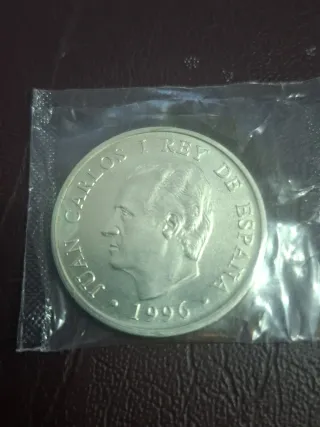 JUAN CARLOS I REY DE ESPAÑA
1996